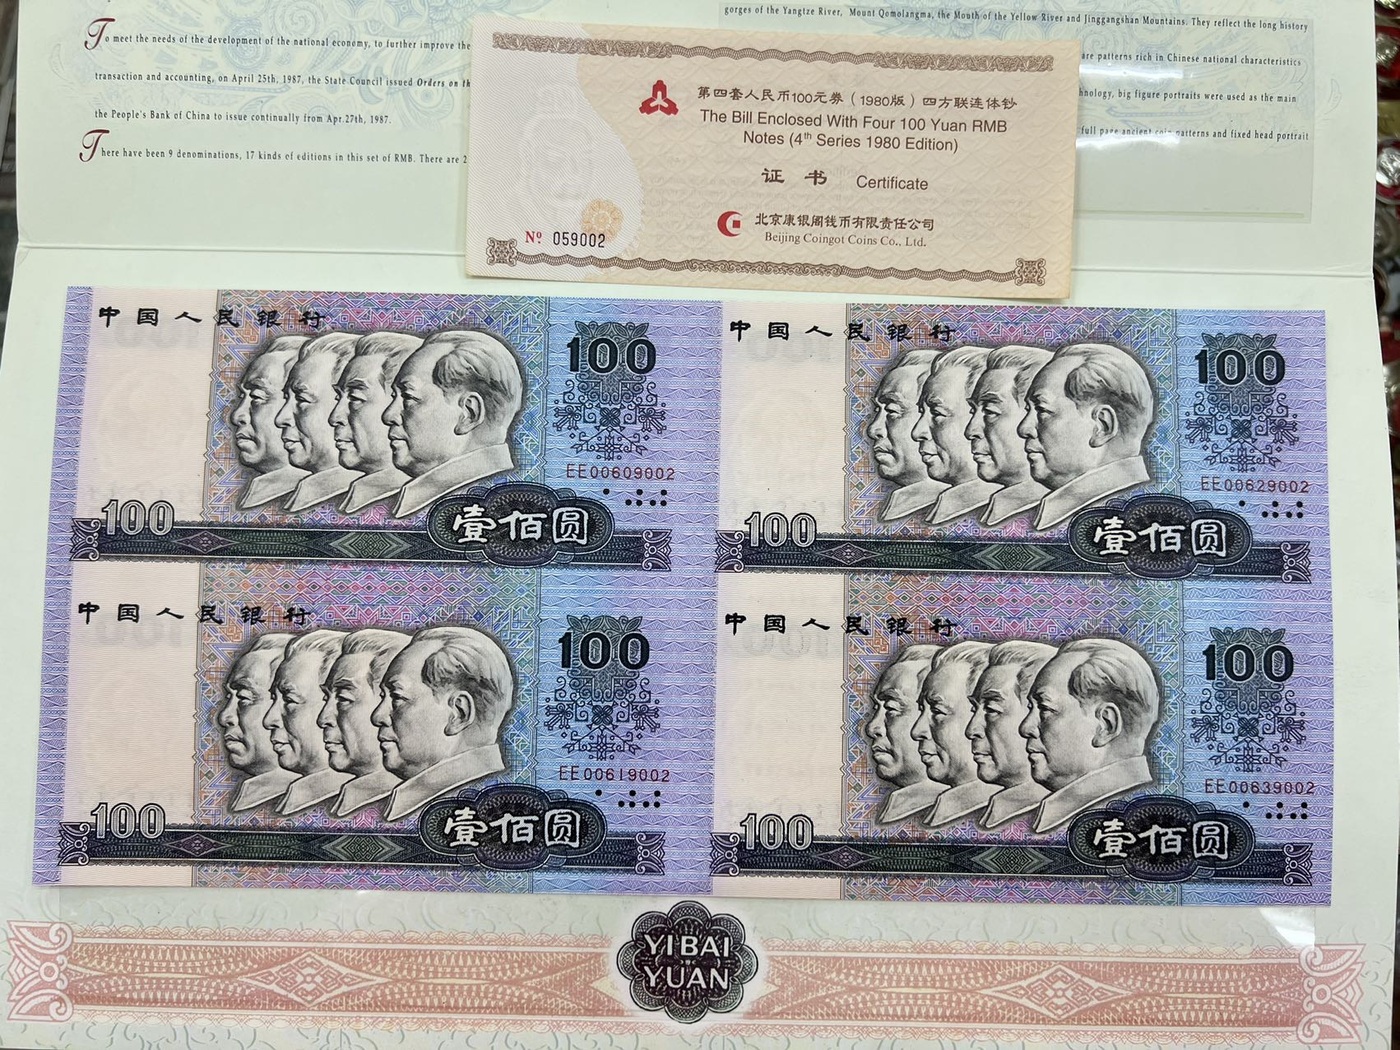 To meet the needs of the development of the national economy, to further improve the
transaction and accounting, on April 25th, 1987, the State Council issued Orders on th
the People's Bank of China to issue continually from Apr.27th, 1987.
There have been 9 denominations, 17 kinds of editions in this set of RMB. There are 2
gorges of the Yangtze River, Mount Qomolangma, the Mouth of the Yellow River and Jinggangshan Mountains. They reflect the long history
are patterns rich in Chinese national characteristics
hnology, big figure portraits were used as the main
full page ancient coin patterns and fixed head portrait
第四套人民币100元券（1980版）四方联连体钞
The Bill Enclosed With Four 100 Yuan RMB
Notes (4th Series 1980 Edition)
证书 Certificate
北京康银阁钱币有限责任公司
Beijing Coingot Coins Co., Ltd.
Nº 059002
中国人民银行
100
EE00609002
100
壹佰圆
中国人民银行
100
EE00629002
100
壹佰圆
中国人民银行
100
EE00619002
100
壹佰圆
中国人民银行
100
EE00639002
100
壹佰圆
YI BAI
YUAN